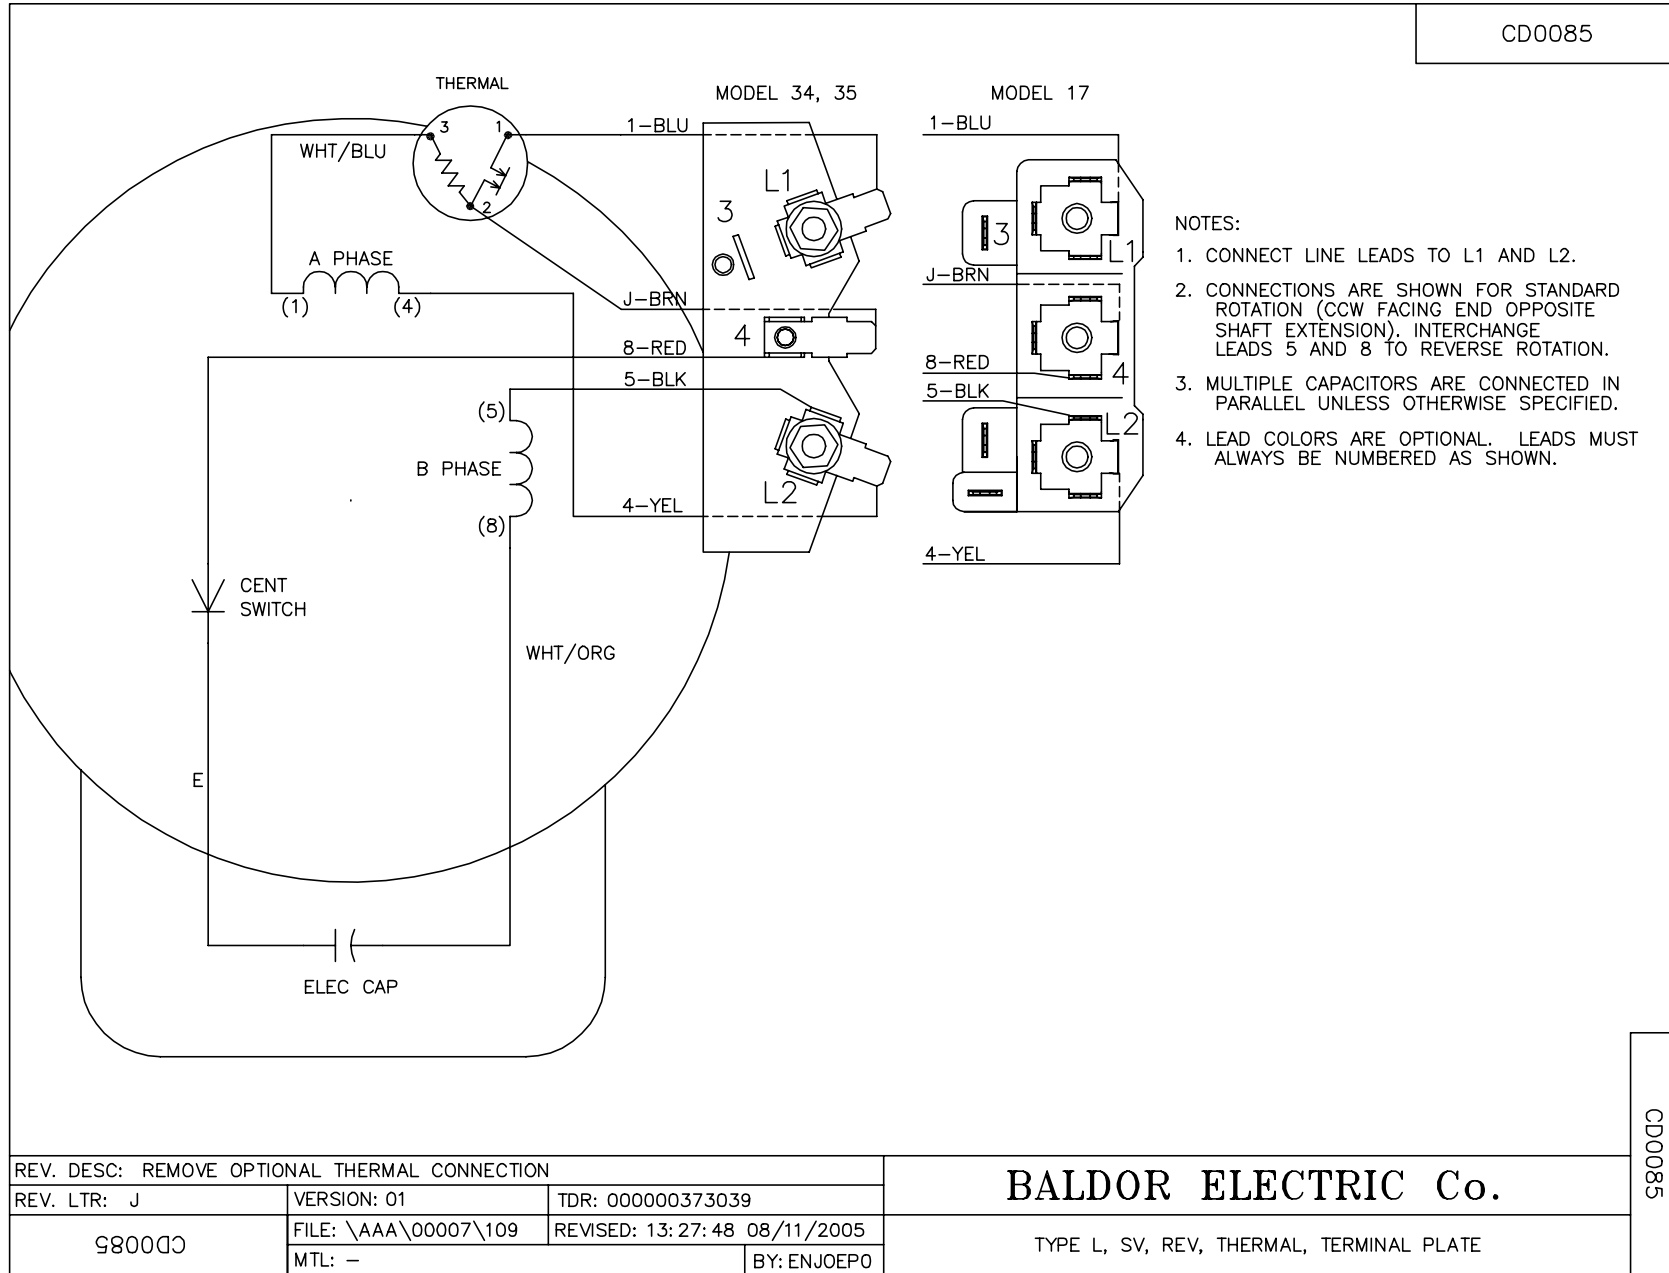 CD0085
THERMAL
MODEL 34, 35
MODEL 17
3
1
2
WHT/BLU
1-BLU
1-BLU
L1
3
3
L1
A PHASE
(1)
(4)
J-BRN
J-BRN
4
8-RED
8-RED
4
5-BLK
5-BLK
(5)
B PHASE
(8)
L2
L2
4-YEL
4-YEL
NOTES:
1. CONNECT LINE LEADS TO L1 AND L2.
2. CONNECTIONS ARE SHOWN FOR STANDARD
ROTATION (CCW FACING END OPPOSITE
SHAFT EXTENSION). INTERCHANGE
LEADS 5 AND 8 TO REVERSE ROTATION.
3. MULTIPLE CAPACITORS ARE CONNECTED IN
PARALLEL UNLESS OTHERWISE SPECIFIED.
4. LEAD COLORS ARE OPTIONAL. LEADS MUST
ALWAYS BE NUMBERED AS SHOWN.
CENT
SWITCH
WHT/ORG
E
ELEC CAP
CD0085
REV. DESC: REMOVE OPTIONAL THERMAL CONNECTION
REV. LTR: J
VERSION: 01
TDR: 000000373039
FILE: \AAA\00007\109
REVISED: 13:27:48 08/11/2005
CD0085
MTL: -
BY: ENJOEPO
BALDOR ELECTRIC Co.
TYPE L, SV, REV, THERMAL, TERMINAL PLATE